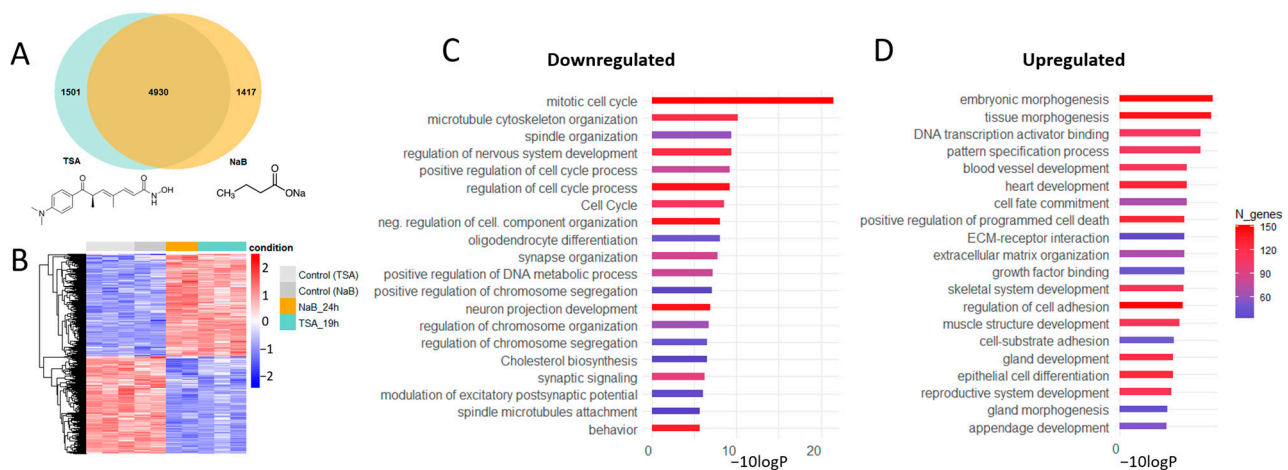 A
1501
4930
1417
TSA
NaB
O
O
N
H
OH
N
CH₃
O
ONa
B
condition
2
1
0
−1
−2
Control (TSA)
Control (NaB)
NaB_24h
TSA_19h
C
Downregulated
mitotic cell cycle
microtubule cytoskeleton organization
spindle organization
regulation of nervous system development
positive regulation of cell cycle process
regulation of cell cycle process
Cell Cycle
neg. regulation of cell. component organization
oligodendrocyte differentiation
synapse organization
positive regulation of DNA metabolic process
positive regulation of chromosome segregation
neuron projection development
regulation of chromosome organization
regulation of chromosome segregation
Cholesterol biosynthesis
synaptic signaling
modulation of excitatory postsynaptic potential
spindle microtubules attachment
behavior
0
10
20
−10logP
D
Upregulated
embryonic morphogenesis
tissue morphogenesis
DNA transcription activator binding
pattern specification process
blood vessel development
heart development
cell fate commitment
positive regulation of programmed cell death
ECM-receptor interaction
extracellular matrix organization
growth factor binding
skeletal system development
regulation of cell adhesion
muscle structure development
cell-substrate adhesion
gland development
epithelial cell differentiation
reproductive system development
gland morphogenesis
appendage development
0
−10logP
N_genes
150
120
90
60